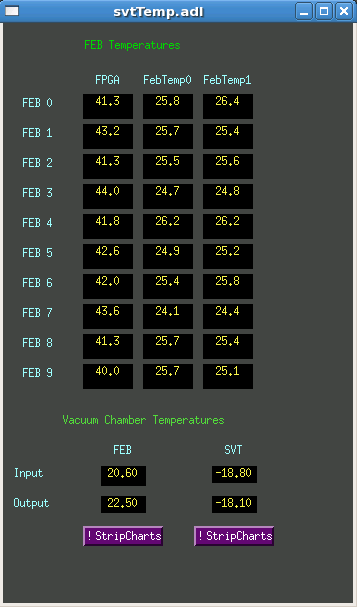 svtTemp.adl
FEB Temperatures
FPGA FebTemp0 FebTemp1
FEB 0 41.3 25.8 26.4
FEB 1 43.2 25.7 25.4
FEB 2 41.3 25.5 25.6
FEB 3 44.0 24.7 24.8
FEB 4 41.8 26.2 26.2
FEB 5 42.6 24.9 25.2
FEB 6 42.0 25.4 25.8
FEB 7 43.6 24.1 24.4
FEB 8 41.3 25.7 25.4
FEB 9 40.0 25.7 25.1
Vacuum Chamber Temperatures
FEB SVT
Input 20.60 -18.80
Output 22.50 -18.10
!StripCharts !StripCharts